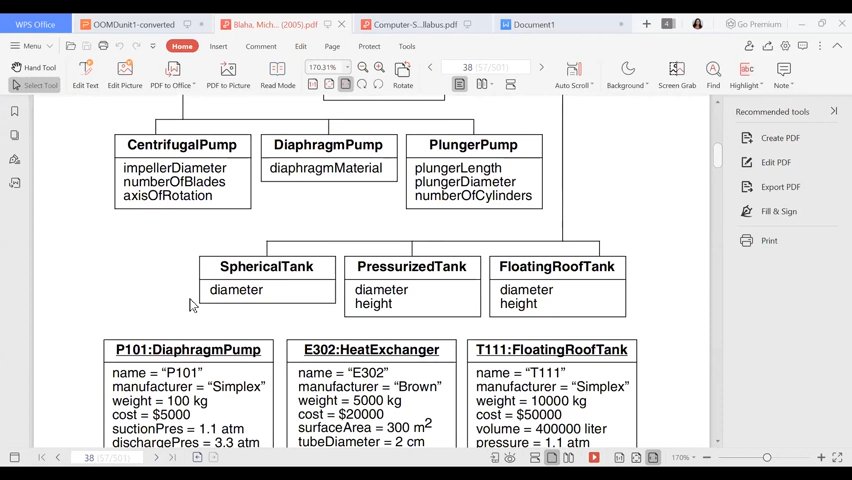 WPS Office
OOMDunit1-converted
Blaha, Mich... (2005).pdf
Computer-S...llabus.pdf
Document1
4
Go Premium
Menu
Home
Insert
Comment
Edit
Page
Protect
Tools
Hand Tool
Select Tool
Edit Text
Edit Picture
PDF to Office
PDF to Picture
Read Mode
170.31%
Rotate
38 (57/501)
Auto Scroll
Background
Screen Grab
Find
Highlight
Note
CentrifugalPump
impellerDiameter
numberOfBlades
axisOfRotation
DiaphragmPump
diaphragmMaterial
PlungerPump
plungerLength
plungerDiameter
numberOfCylinders
SphericalTank
diameter
PressurizedTank
diameter
height
FloatingRoofTank
diameter
height
P101:DiaphragmPump
name = “P101”
manufacturer = “Simplex”
weight = 100 kg
cost = $5000
suctionPres = 1.1 atm
dischargePres = 3.3 atm
E302:HeatExchanger
name = “E302”
manufacturer = “Brown”
weight = 5000 kg
cost = $20000
surfaceArea = 300 m2
tubeDiameter = 2 cm
T111:FloatingRoofTank
name = “T111”
manufacturer = “Simplex”
weight = 10000 kg
cost = $50000
volume = 400000 liter
pressure = 1.1 atm
Recommended tools
Create PDF
Edit PDF
Export PDF
Fill & Sign
Print
38 (57/501)
170%